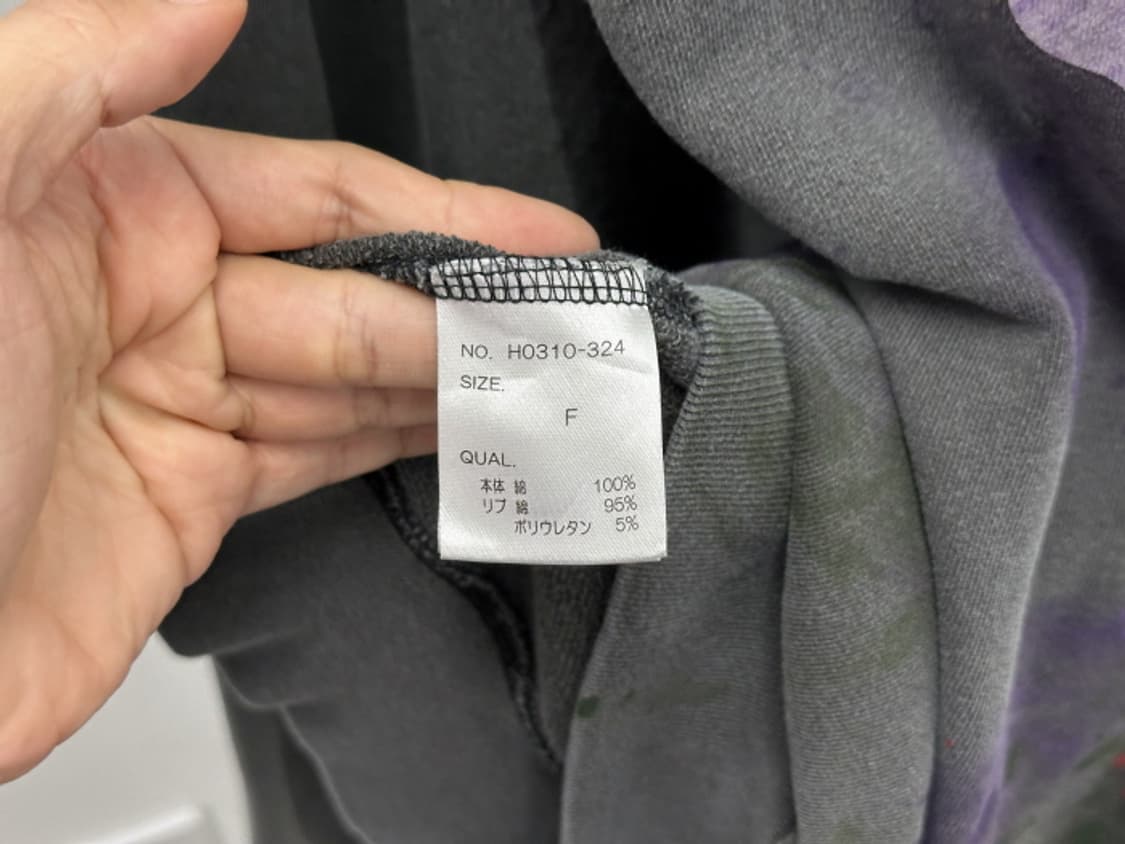 NO. H0310-324
SIZE.
F
QUAL.
本体 綿 100%
リブ 綿 95%
ポリウレタン 5%